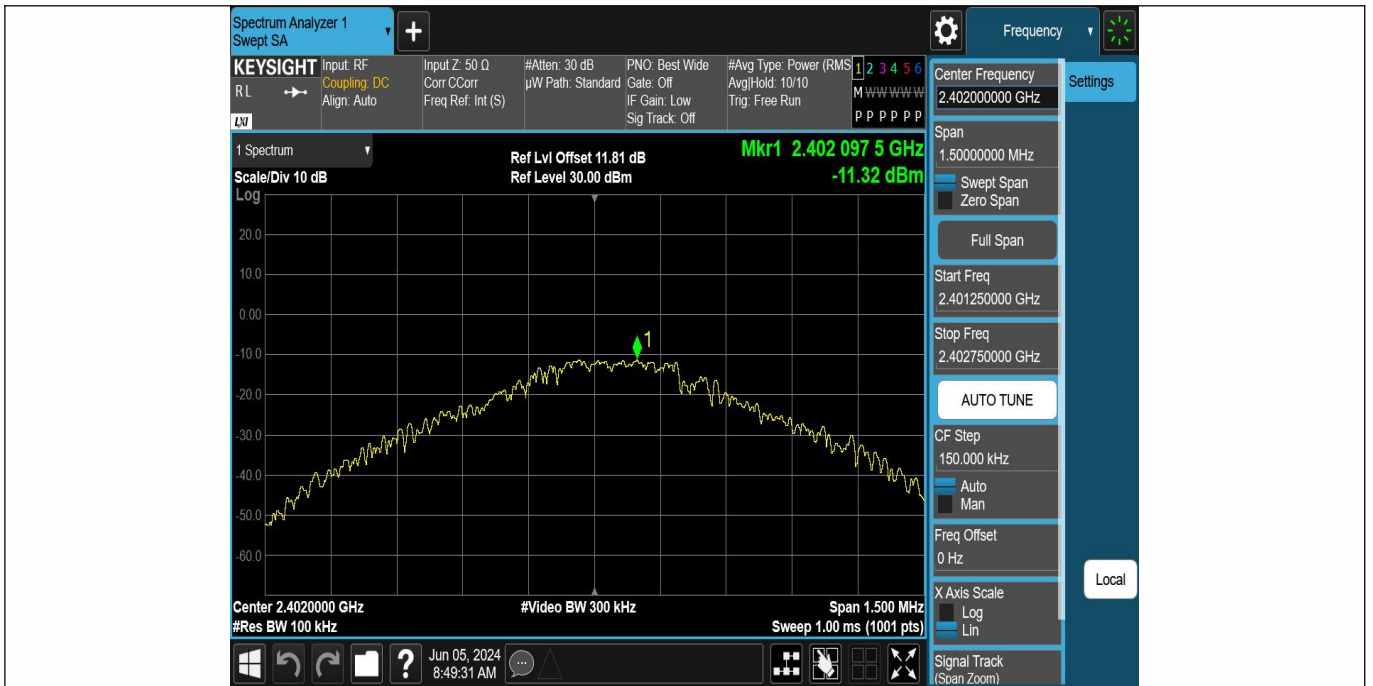 Spectrum Analyzer 1
Swept SA
Frequency
KEYSIGHT
RL
LXI
Input: RF
Coupling: DC
Align: Auto
Input Z: 50 Ω
Corr CCorr
Freq Ref: Int (S)
#Atten: 30 dB
µW Path: Standard
PNO: Best Wide
Gate: Off
IF Gain: Low
Sig Track: Off
#Avg Type: Power (RMS
Avg|Hold: 10/10
Trig: Free Run
1 2 3 4 5 6
M W W W W W
P P P P P P
1 Spectrum
Scale/Div 10 dB
Log
Ref Lvl Offset 11.81 dB
Ref Level 30.00 dBm
Mkr1 2.402 097 5 GHz
-11.32 dBm
20.0
10.0
0.00
-10.0
-20.0
-30.0
-40.0
-50.0
-60.0
1
Center 2.4020000 GHz
#Res BW 100 kHz
#Video BW 300 kHz
Span 1.500 MHz
Sweep 1.00 ms (1001 pts)
Center Frequency
2.402000000 GHz
Settings
Span
1.50000000 MHz
Swept Span
Zero Span
Full Span
Start Freq
2.401250000 GHz
Stop Freq
2.402750000 GHz
AUTO TUNE
CF Step
150.000 kHz
Auto
Man
Freq Offset
0 Hz
Local
X Axis Scale
Log
Lin
Signal Track
(Span Zoom)
?
Jun 05, 2024
8:49:31 AM